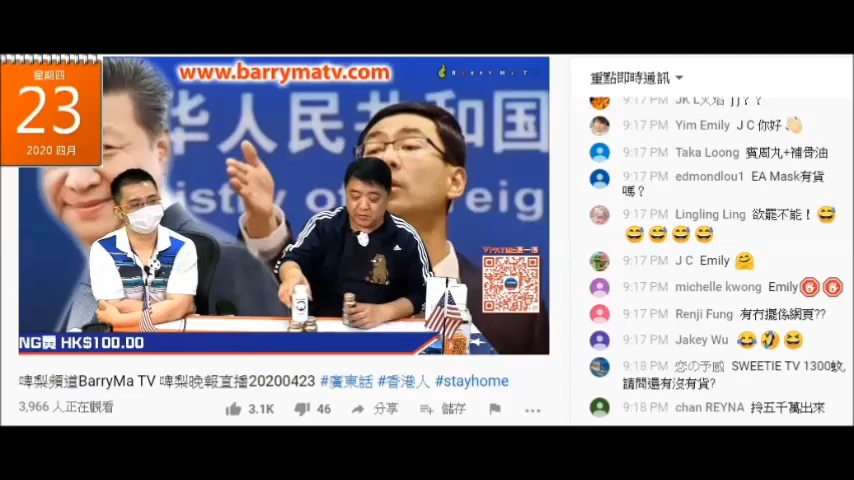 www.barrymatv.com
BARRYMATV
星期四
23
2020 四月
華人民共和國
istry of Foreig
NG費 HK$100.00
啤梨頻道BarryMa TV 啤梨晚報直播20200423 #廣東話 #香港人 #stayhome
3,966 人正在觀看
3.1K
46
分享
儲存
重點即時通訊
9:17 PM JK L火焰
9:17 PM Yim Emily J C 你好
9:17 PM Taka Loong 賓周丸+補骨油
9:17 PM edmondlou1 EA Mask有貨
嗎？
9:17 PM Lingling Ling 欲罷不能！
9:17 PM J C Emily
9:17 PM michelle kwong Emily
9:17 PM Renji Fung 有冇擺係網頁??
9:17 PM Jakey Wu
9:18 PM 恋の予感 SWEETIE TV 1300蚊,
請問還有沒有貨?
9:18 PM chan REYNA 拎五千萬出來